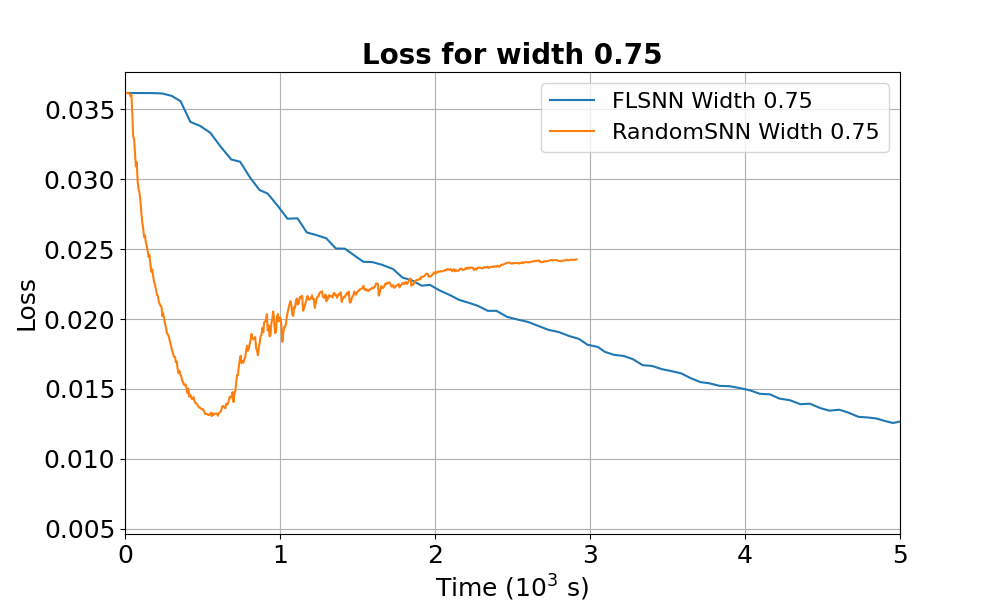 Loss for width 0.75
FLSNN Width 0.75
RandomSNN Width 0.75
Loss
0.035
0.030
0.025
0.020
0.015
0.010
0.005
0 1 2 3 4 5
Time (10³ s)